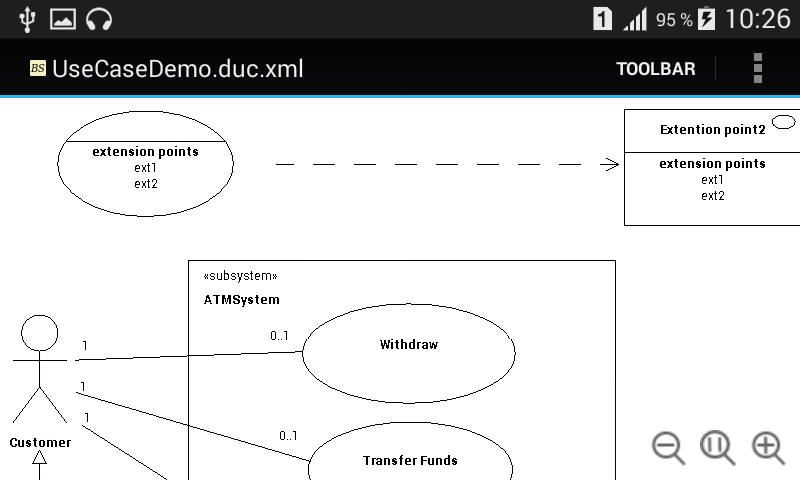 1 95 % 10:26
BS UseCaseDemo.duc.xml TOOLBAR
Extention point2
extension points
ext1
ext2
extension points
ext1
ext2
«subsystem»
ATMSystem
1 0..1
Withdraw
1
1
0..1
Customer
Transfer Funds